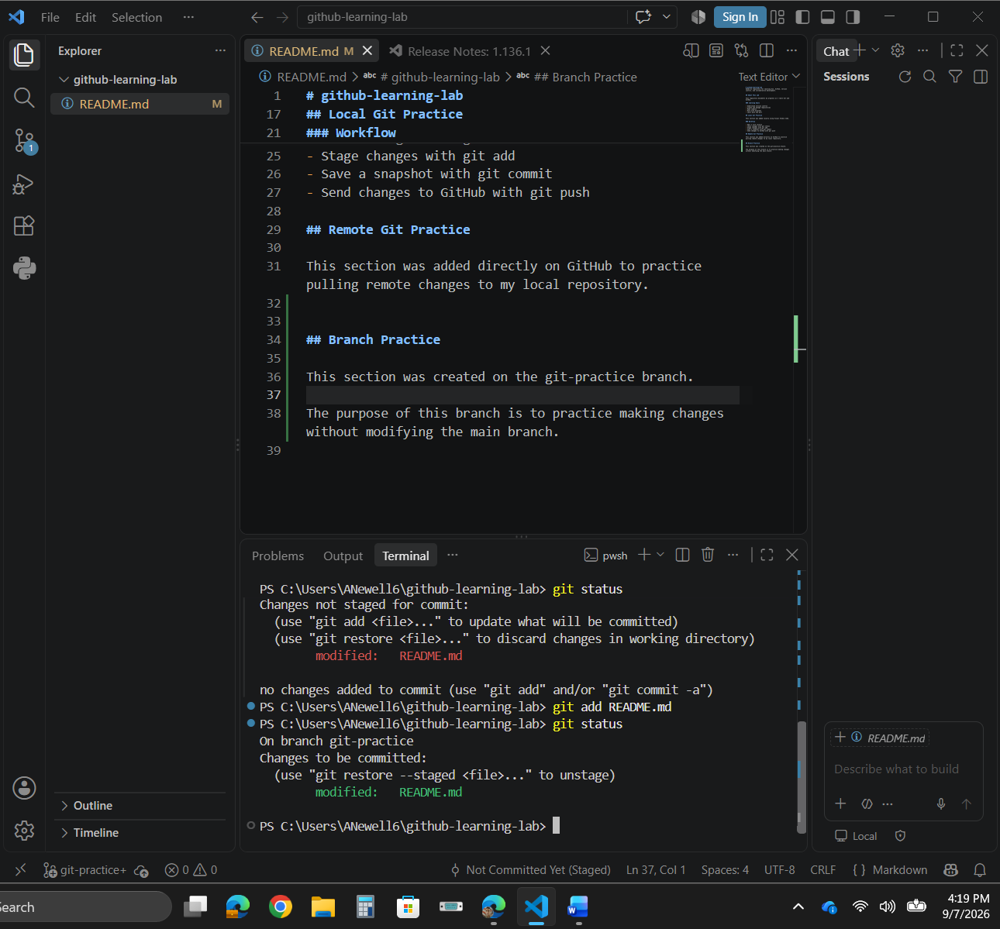 File Edit Selection ··· github-learning-lab Sign In
Explorer ···
github-learning-lab
README.md M
README.md M
Release Notes: 1.136.1
README.md > abc # github-learning-lab > abc ## Branch Practice
Text Editor
1 # github-learning-lab
17 ## Local Git Practice
21 ### Workflow
25 - Stage changes with git add
26 - Save a snapshot with git commit
27 - Send changes to GitHub with git push
28
29 ## Remote Git Practice
30
31 This section was added directly on GitHub to practice
pulling remote changes to my local repository.
32
33
34 ## Branch Practice
35
36 This section was created on the git-practice branch.
37
38 The purpose of this branch is to practice making changes
without modifying the main branch.
39
Problems Output Terminal ··· pwsh
PS C:\Users\ANewell6\github-learning-lab> git status
Changes not staged for commit:
(use "git add <file>..." to update what will be committed)
(use "git restore <file>..." to discard changes in working directory)
modified: README.md
no changes added to commit (use "git add" and/or "git commit -a")
PS C:\Users\ANewell6\github-learning-lab> git add README.md
PS C:\Users\ANewell6\github-learning-lab> git status
On branch git-practice
Changes to be committed:
(use "git restore --staged <file>..." to unstage)
modified: README.md
PS C:\Users\ANewell6\github-learning-lab>
Chat
Sessions
README.md
Describe what to build
Local
Outline
Timeline
1
git-practice+ 0 0 Not Committed Yet (Staged) Ln 37, Col 1 Spaces: 4 UTF-8 CRLF { } Markdown
Search
4:19 PM
9/7/2026